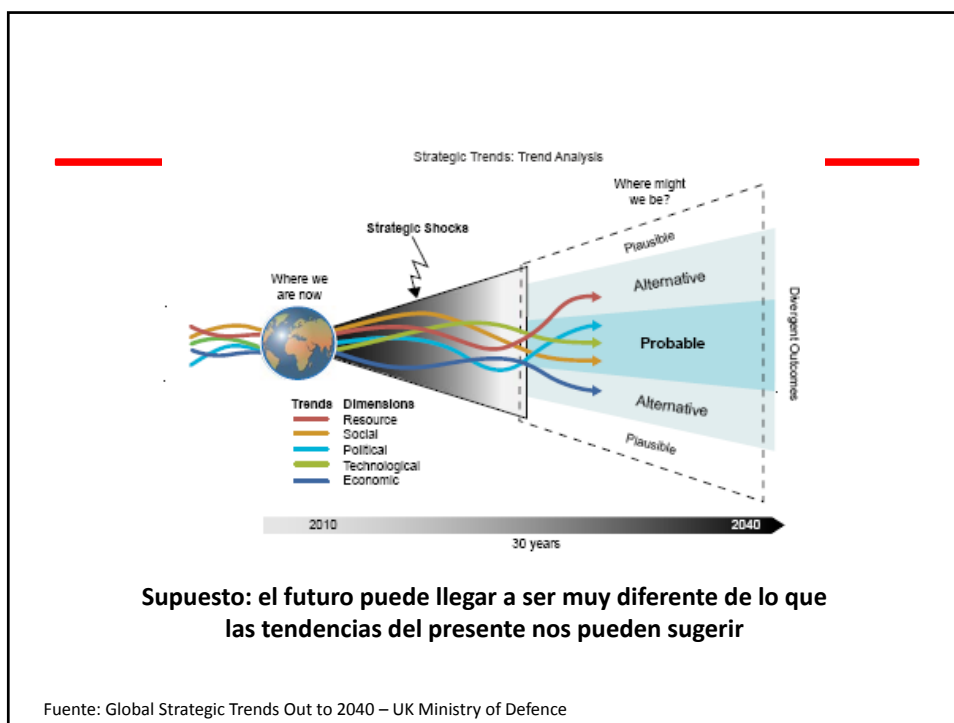 Strategic Trends: Trend Analysis
Where might
we be?
Strategic Shocks
Plausible
Where we
are now
Alternative
Probable
Divergent Outcomes
Alternative
Plausible
Trends Dimensions
Resource
Social
Political
Technological
Economic
2010 2040
30 years
Supuesto: el futuro puede llegar a ser muy diferente de lo que
las tendencias del presente nos pueden sugerir
Fuente: Global Strategic Trends Out to 2040 – UK Ministry of Defence